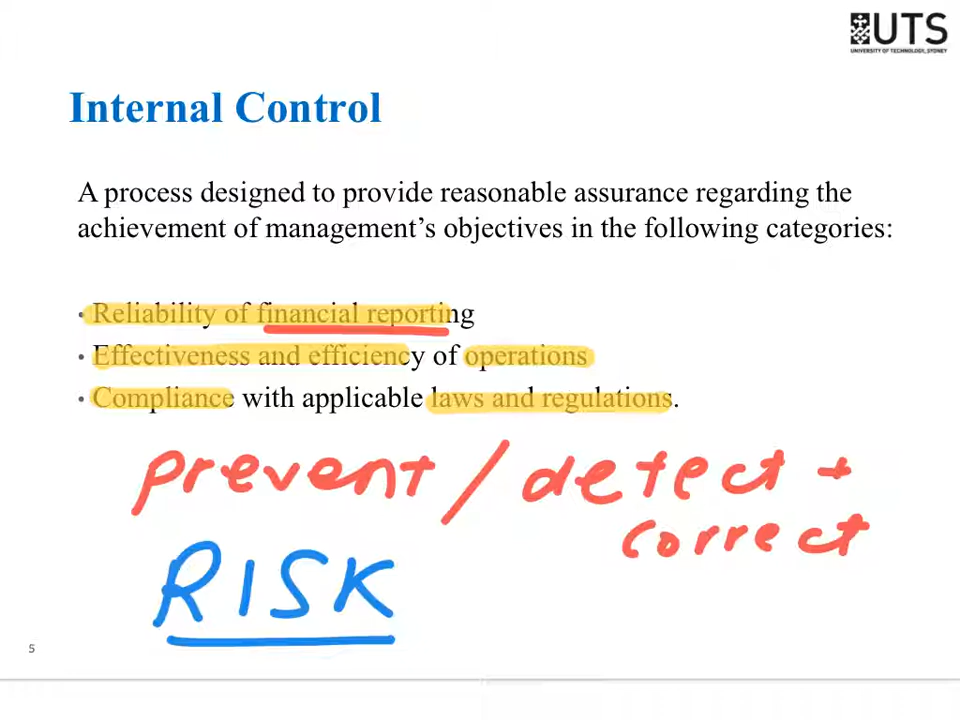 UTS
UNIVERSITY OF TECHNOLOGY, SYDNEY
Internal Control
A process designed to provide reasonable assurance regarding the
achievement of management’s objectives in the following categories:
• Reliability of financial reporting
• Effectiveness and efficiency of operations
• Compliance with applicable laws and regulations.
prevent / detect +
correct
RISK
5